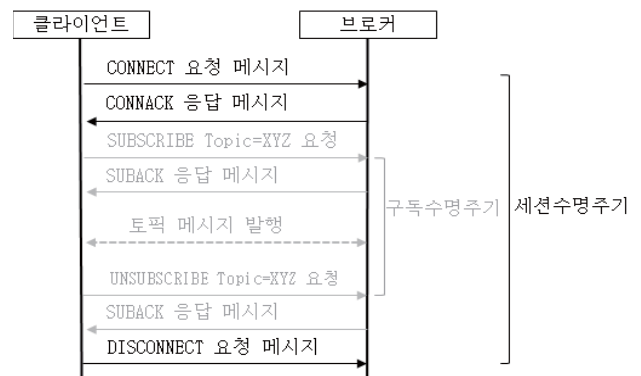 클라이언트
브로커
CONNECT 요청 메시지
CONNACK 응답 메시지
SUBSCRIBE Topic=XYZ 요청
SUBACK 응답 메시지
구독수명주기
세션수명주기
토픽 메시지 발행
UNSUBSCRIBE Topic=XYZ 요청
SUBACK 응답 메시지
DISCONNECT 요청 메시지